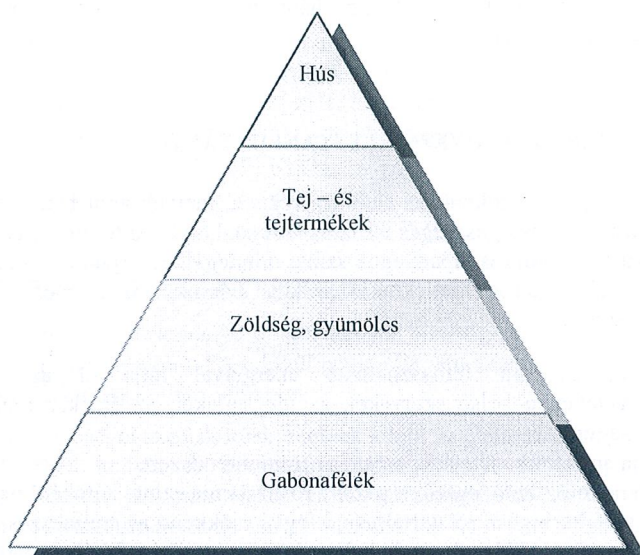 Hús
Tej – és
tejtermékek
Zöldség, gyümölcs
Gabonafélék